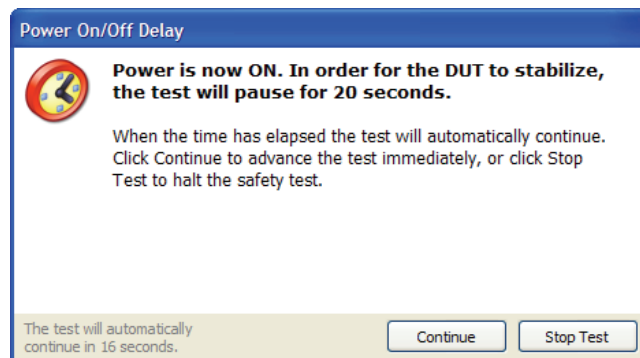 Power On/Off Delay
Power is now ON. In order for the DUT to stabilize,
the test will pause for 20 seconds.
When the time has elapsed the test will automatically continue.
Click Continue to advance the test immediately, or click Stop
Test to halt the safety test.
The test will automatically
continue in 16 seconds.
Continue
Stop Test